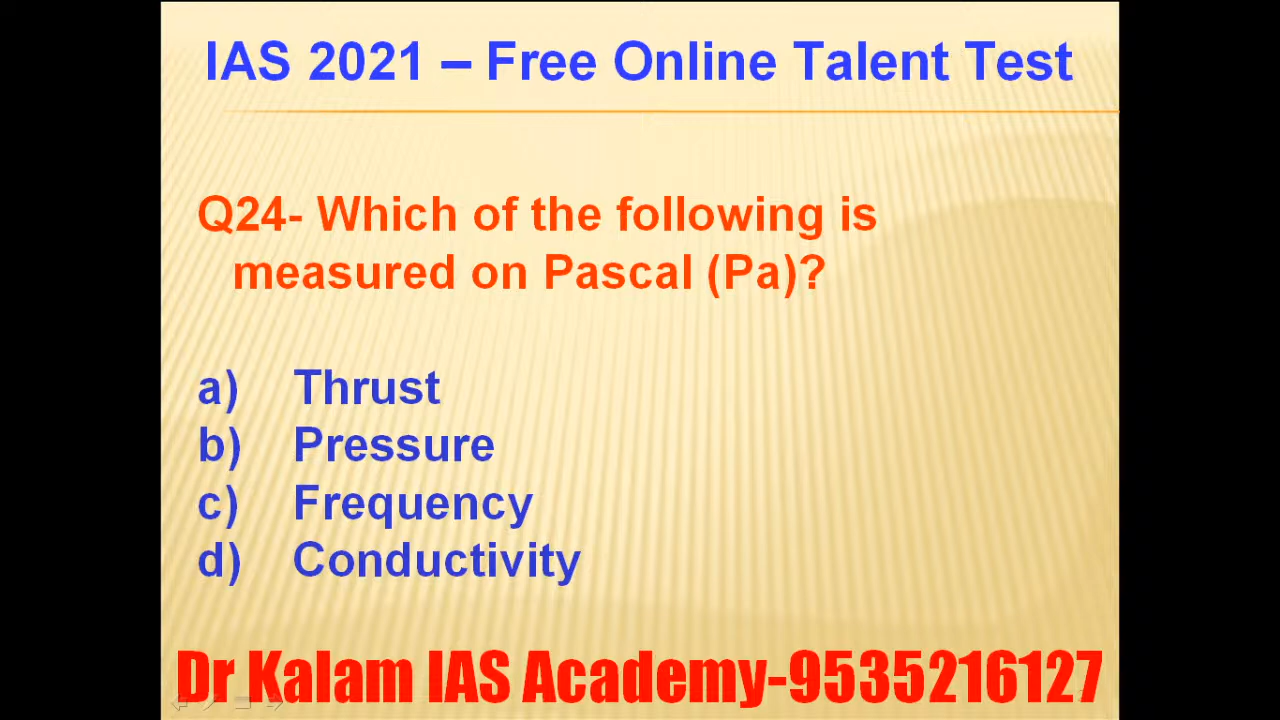 IAS 2021 – Free Online Talent Test
Q24- Which of the following is
measured on Pascal (Pa)?
a) Thrust
b) Pressure
c) Frequency
d) Conductivity
Dr Kalam IAS Academy-9535216127